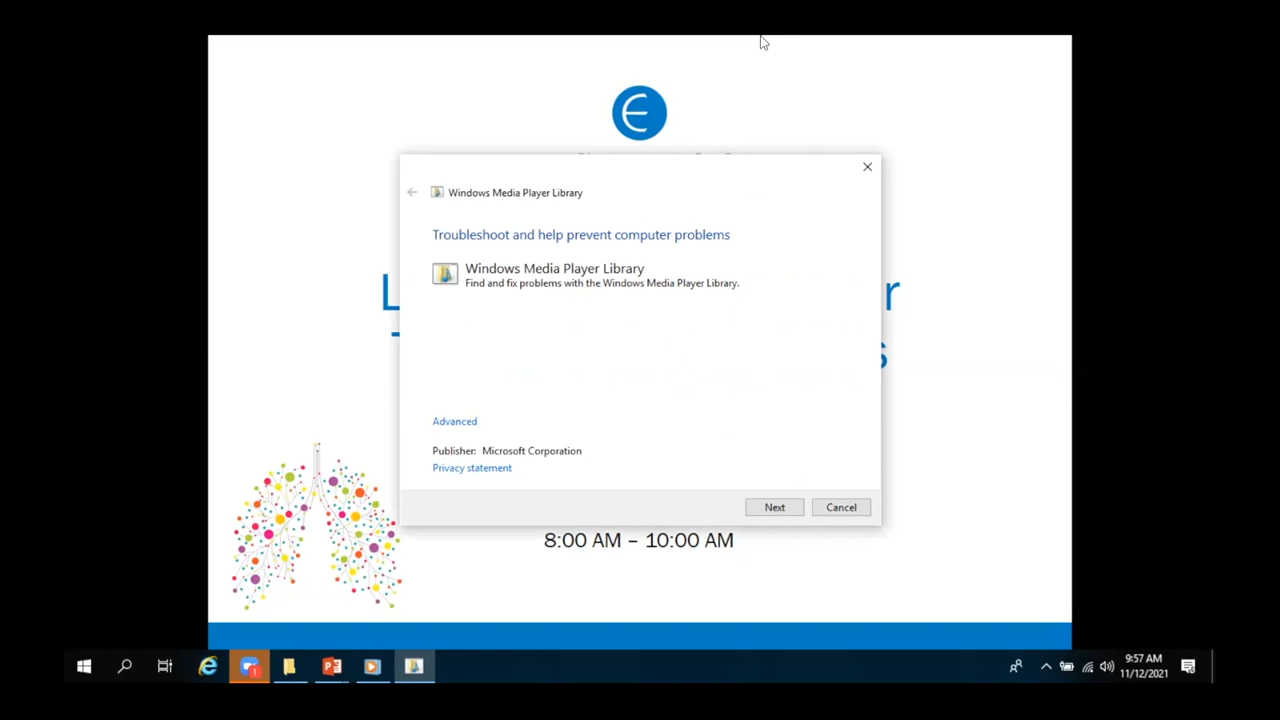 Windows Media Player Library
Troubleshoot and help prevent computer problems
Windows Media Player Library
Find and fix problems with the Windows Media Player Library.
Advanced
Publisher: Microsoft Corporation
Privacy statement
Next Cancel
8:00 AM – 10:00 AM
9:57 AM
11/12/2021